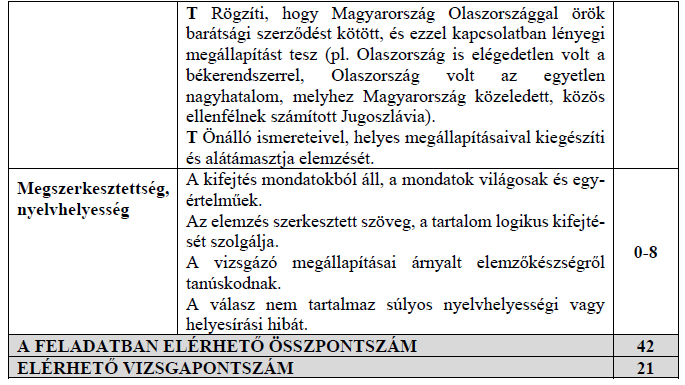 T Rögzíti, hogy Magyarország Olaszországgal örök
barátsági szerződést kötött, és ezzel kapcsolatban lényegi
megállapítást tesz (pl. Olaszország is elégedetlen volt a
békerendszerrel, Olaszország volt az egyetlen
nagyhatalom, melyhez Magyarország közeledett, közös
ellenfélnek számított Jugoszlávia).
T Önálló ismereteivel, helyes megállapításaival kiegészíti
és alátámasztja elemzését.
Megszerkesztettség,
nyelvhelyesség
A kifejtés mondatokból áll, a mondatok világosak és egy-
értelműek.
Az elemzés szerkesztett szöveg, a tartalom logikus kifejté-
sét szolgálja.
A vizsgázó megállapításai árnyalt elemzőkészségről
tanúskodnak.
A válasz nem tartalmaz súlyos nyelvhelyességi vagy
helyesírási hibát.
0-8
A FELADATBAN ELÉRHETŐ ÖSSZPONTSZÁM 42
ELÉRHETŐ VIZSGAPONTSZÁM 21